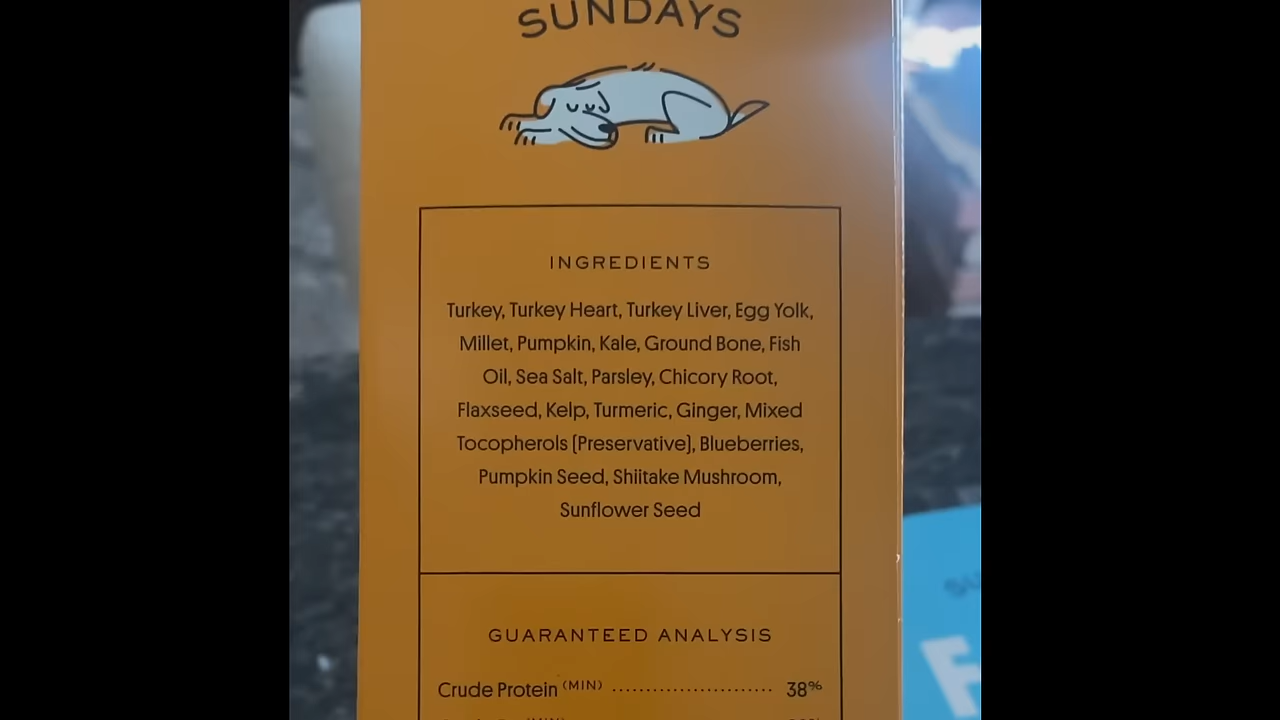 SUNDAYS
INGREDIENTS
Turkey, Turkey Heart, Turkey Liver, Egg Yolk,
Millet, Pumpkin, Kale, Ground Bone, Fish
Oil, Sea Salt, Parsley, Chicory Root,
Flaxseed, Kelp, Turmeric, Ginger, Mixed
Tocopherols (Preservative), Blueberries,
Pumpkin Seed, Shiitake Mushroom,
Sunflower Seed
GUARANTEED ANALYSIS
Crude Protein (MIN) ........................ 38%